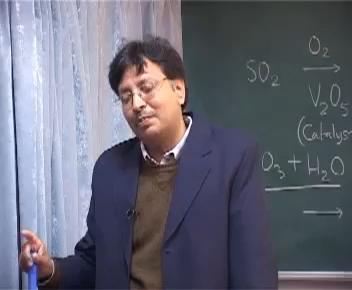 O₂
SO₂ →
V₂O₅
(Catalys
O₃ + H₂O
→